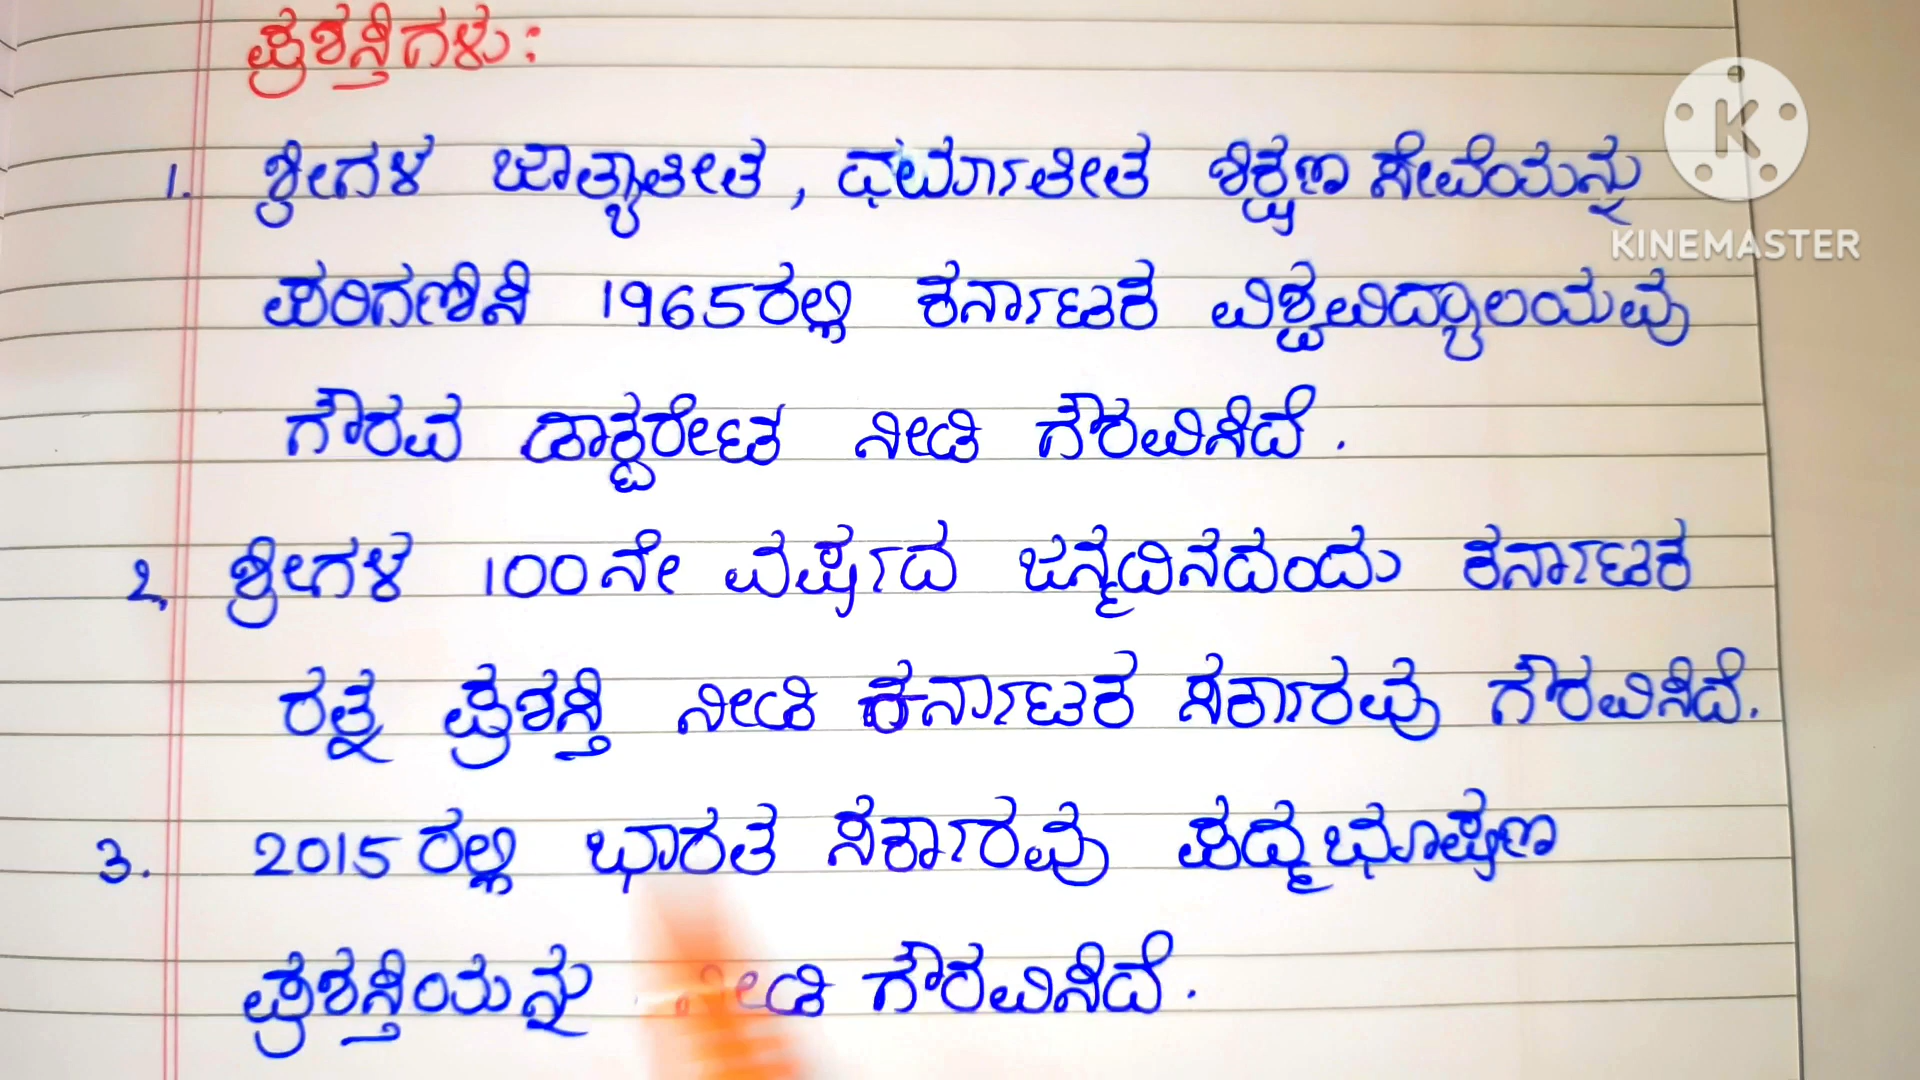 ಪ್ರಶಸ್ತಿಗಳು:
1. ಶ್ರೀಗಳ ಜಾತ್ಯಾತೀತ, ಧರ್ಮಾತೀತ ಶಿಕ್ಷಣ ಸೇವೆಯನ್ನು
ಪರಿಗಣಿಸಿ 1965ರಲ್ಲಿ ಕರ್ನಾಟಕ ವಿಶ್ವವಿದ್ಯಾಲಯವು
ಗೌರವ ಡಾಕ್ಟರೇಟ ನೀಡಿ ಗೌರವಿಸಿದೆ.
2, ಶ್ರೀಗಳ 100ನೇ ವರ್ಷದ ಜನ್ಮದಿನದಂದು ಕರ್ನಾಟಕ
ರತ್ನ ಪ್ರಶಸ್ತಿ ನೀಡಿ ಕರ್ನಾಟಕ ಸರ್ಕಾರವು ಗೌರವಿಸಿದೆ.
3. 2015ರಲ್ಲಿ ಭಾರತ ಸರ್ಕಾರವು ಪದ್ಮಭೂಷಣ
ಪ್ರಶಸ್ತಿಯನ್ನು ನೀಡಿ ಗೌರವಿಸಿದೆ.
K
KINEMASTER